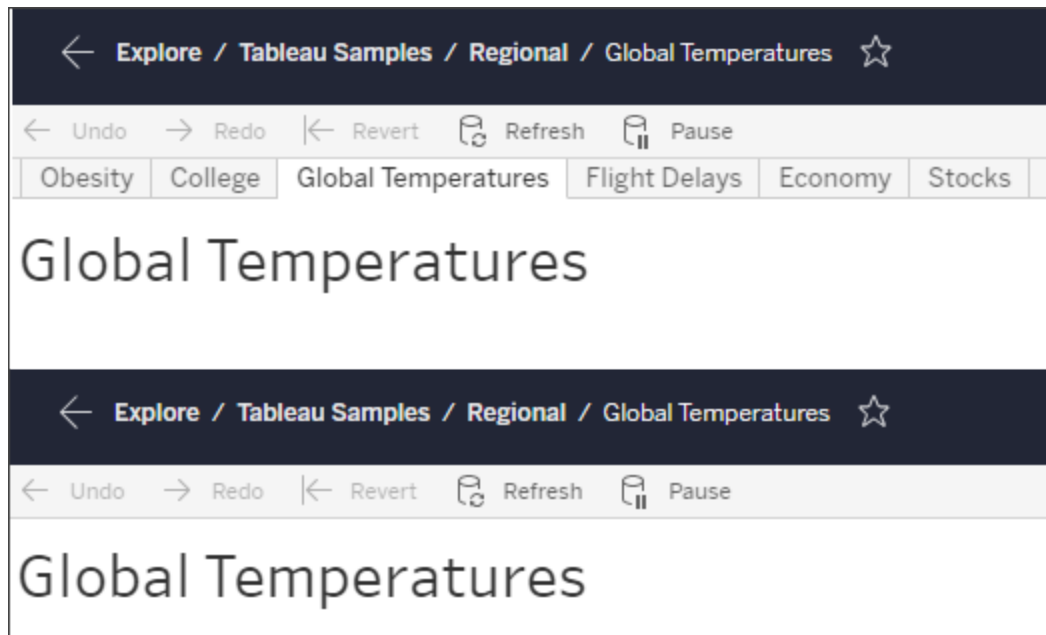 Explore / Tableau Samples / Regional / Global Temperatures
Undo Redo Revert Refresh Pause
Obesity College Global Temperatures Flight Delays Economy Stocks
Global Temperatures
Explore / Tableau Samples / Regional / Global Temperatures
Undo Redo Revert Refresh Pause
Global Temperatures